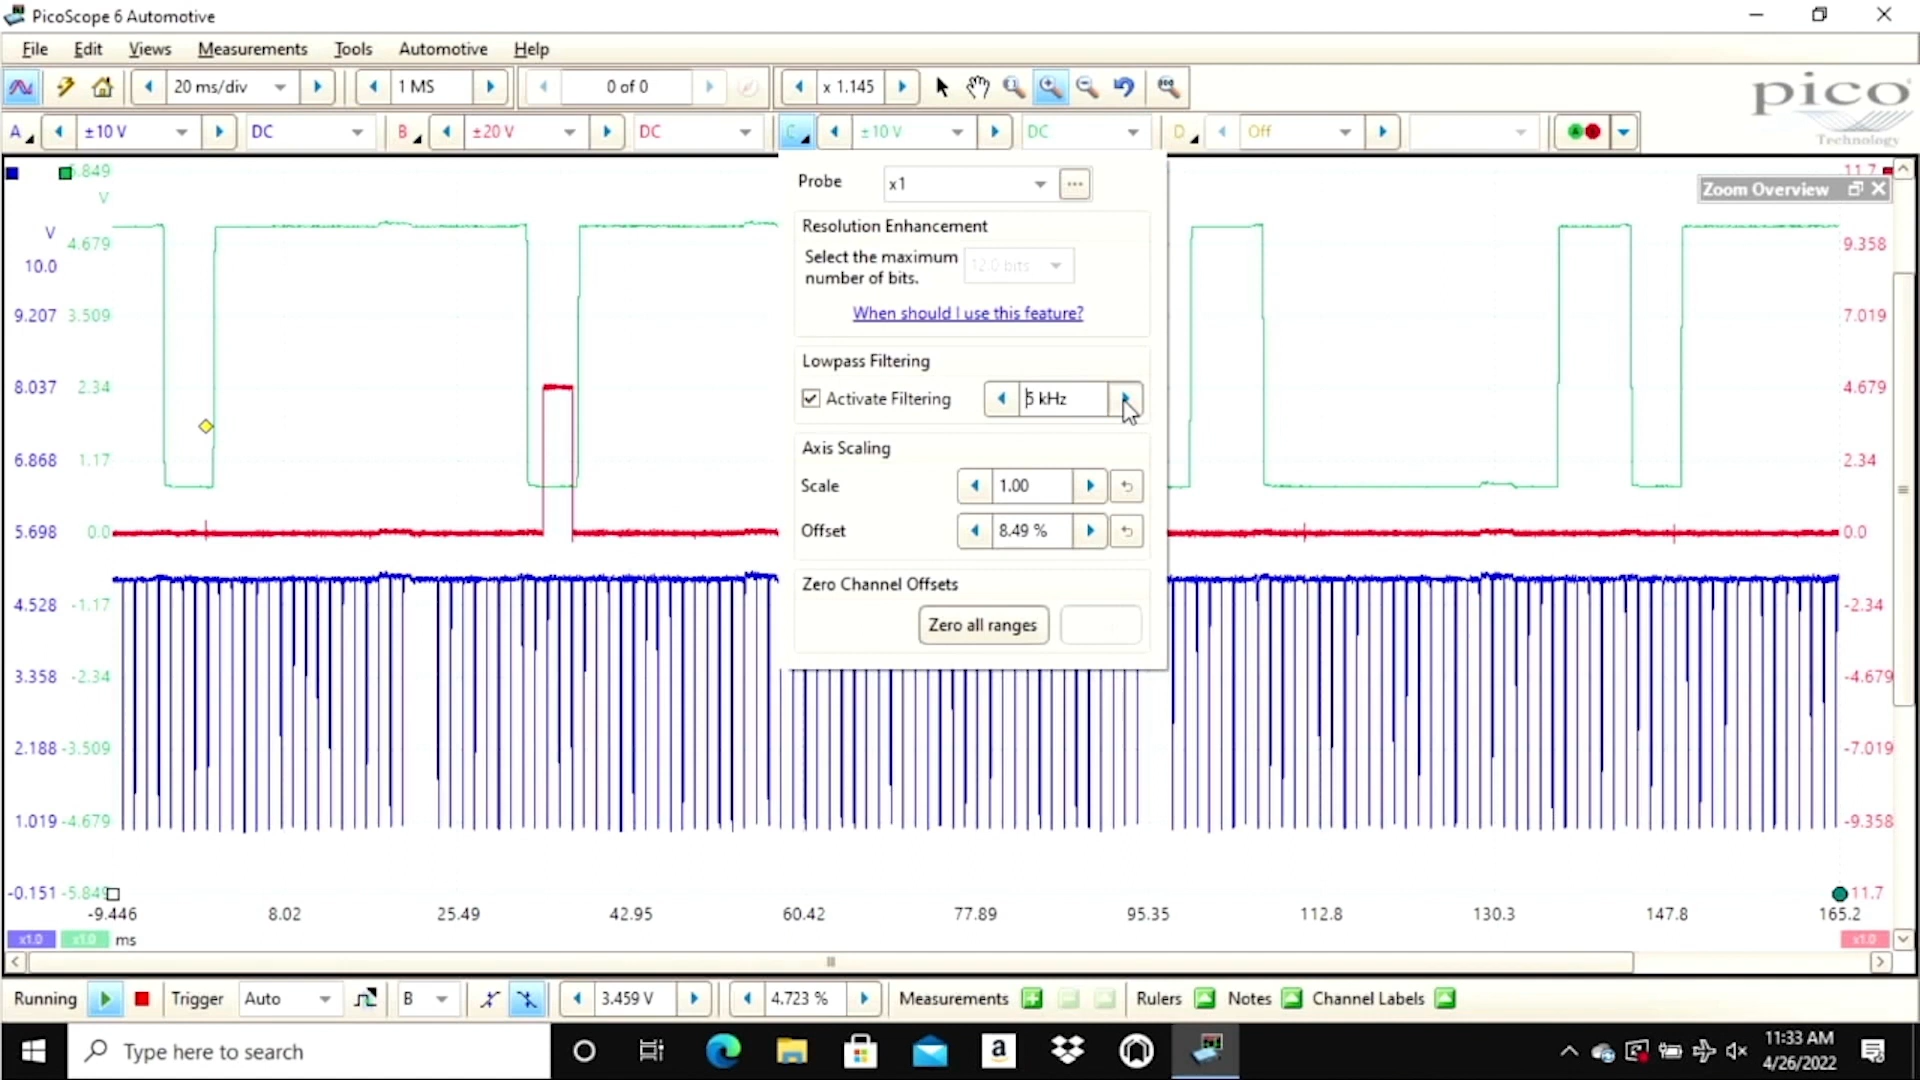 PicoScope 6 Automotive
File Edit Views Measurements Tools Automotive Help
20 ms/div 1 MS 0 of 0 x 1.145
pico
Technology
A ±10 V DC B ±20 V DC C ±10 V DC D Off
Probe x1
Resolution Enhancement
Select the maximum
number of bits.
12.0 bits
When should I use this feature?
Lowpass Filtering
Activate Filtering 5 kHz
Axis Scaling
Scale 1.00
Offset 8.49 %
Zero Channel Offsets
Zero all ranges
Zoom Overview
V
10.0
9.207
8.037
6.868
5.698
4.528
3.358
2.188
1.019
-0.151
5.849
V
4.679
3.509
2.34
1.17
0.0
-1.17
-2.34
-3.509
-4.679
-5.849
11.7
9.358
7.019
4.679
2.34
0.0
-2.34
-4.679
-7.019
-9.358
11.7
-9.446 8.02 25.49 42.95 60.42 77.89 95.35 112.8 130.3 147.8 165.2
x1.0 x1.0 ms x1.0
Running Trigger Auto B 3.459 V 4.723 % Measurements Rulers Notes Channel Labels
Type here to search
a
11:33 AM
4/26/2022